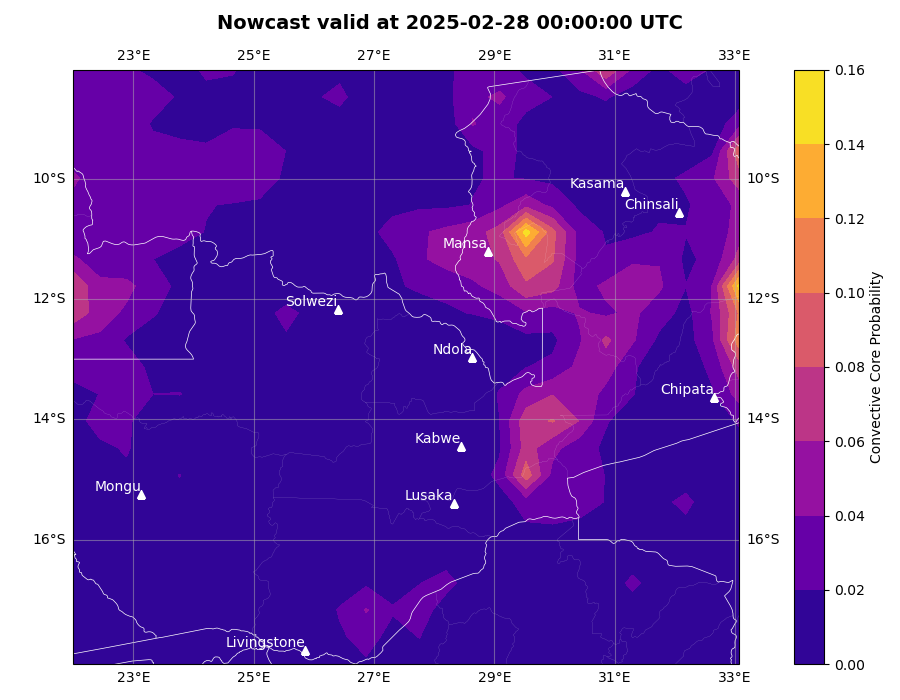 Nowcast valid at 2025-02-28 00:00:00 UTC
23°E 25°E 27°E 29°E 31°E 33°E
0.16
0.14
0.12
0.10
0.08
0.06
0.04
0.02
0.00
Convective Core Probability
10°S 10°S
12°S 12°S
14°S 14°S
16°S 16°S
Kasama
Chinsali
Mansa
Solwezi
Ndola
Chipata
Kabwe
Mongu
Lusaka
Livingstone
23°E 25°E 27°E 29°E 31°E 33°E